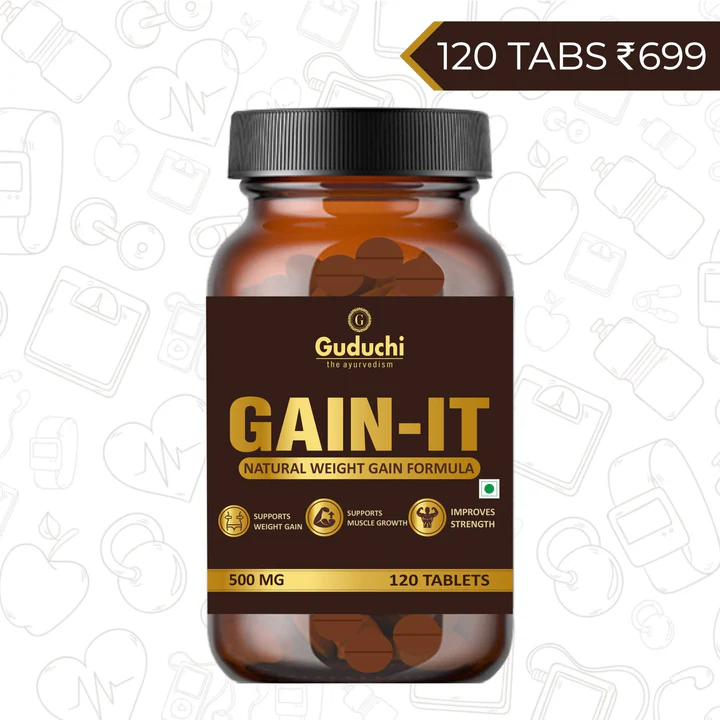 120 TABS ₹699
G
Guduchi
the ayurvedism
GAIN-IT
NATURAL WEIGHT GAIN FORMULA
SUPPORTS
WEIGHT GAIN
SUPPORTS
MUSCLE GROWTH
IMPROVES
STRENGTH
500 MG
120 TABLETS